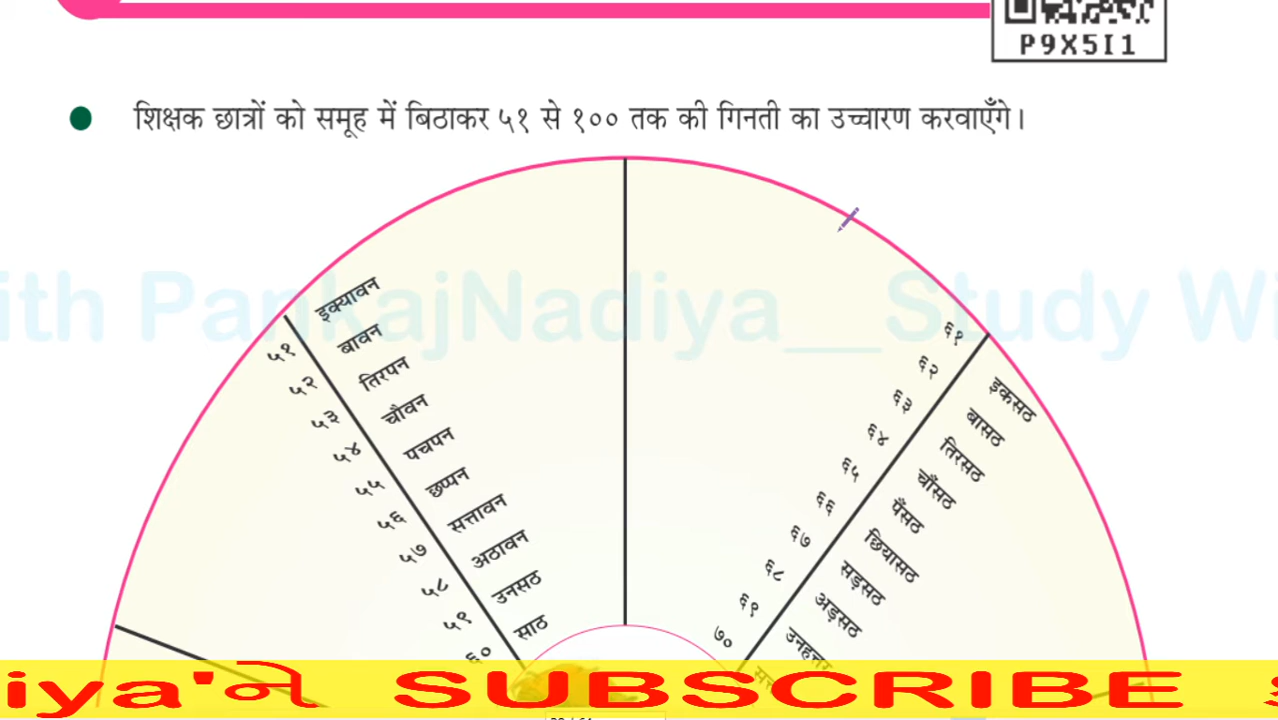 P9X5I1
शिक्षक छात्रों को समूह में बिठाकर ५१ से १०० तक की गिनती का उच्चारण करवाएँगे।
ith PankajNadiya__Study Wi
५१ इक्यावन
५२ बावन
५३ तिरपन
५४ चौवन
५५ पचपन
५६ छप्पन
५७ सत्तावन
५८ अठावन
५९ उनसठ
६० साठ
६१ इकसठ
६२ बासठ
६३ तिरसठ
६४ चौंसठ
६५ पैंसठ
६६ छियासठ
६७ सड़सठ
६८ अड़सठ
६९ उनहत्तर
७०
iya'ને SUBSCRIBE